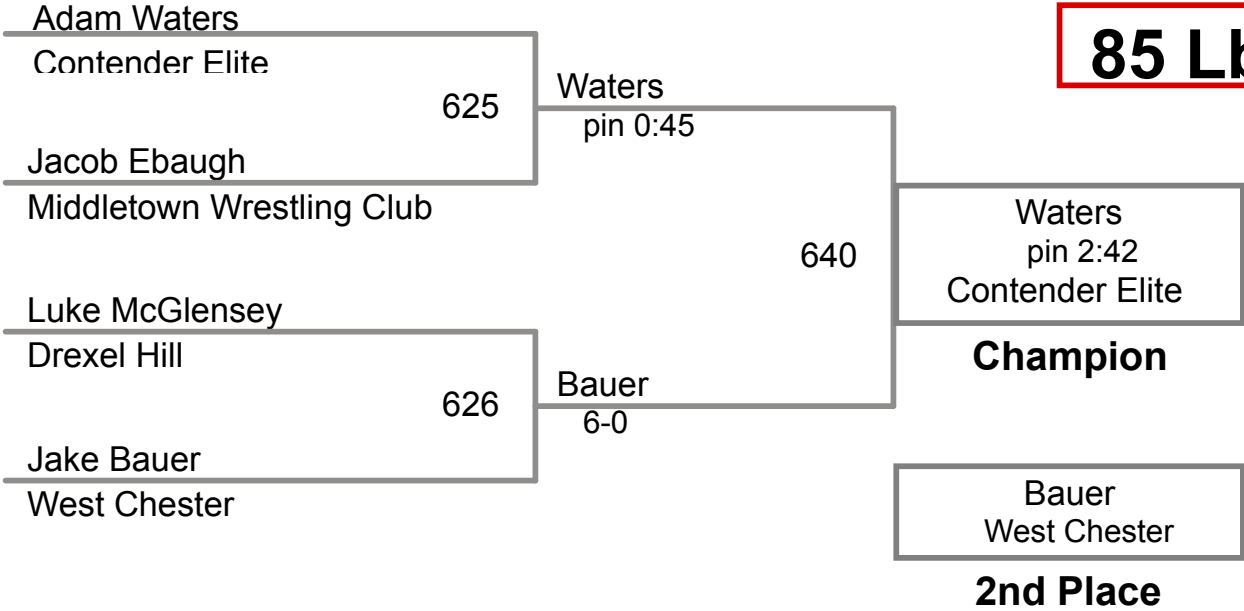 Adam Waters
Contender Elite
85 Lb
625
Waters
pin 0:45
Jacob Ebaugh
Middletown Wrestling Club
640
Waters
pin 2:42
Contender Elite
Champion
Luke McGlensey
Drexel Hill
626
Bauer
6-0
Jake Bauer
West Chester
Bauer
West Chester
2nd Place